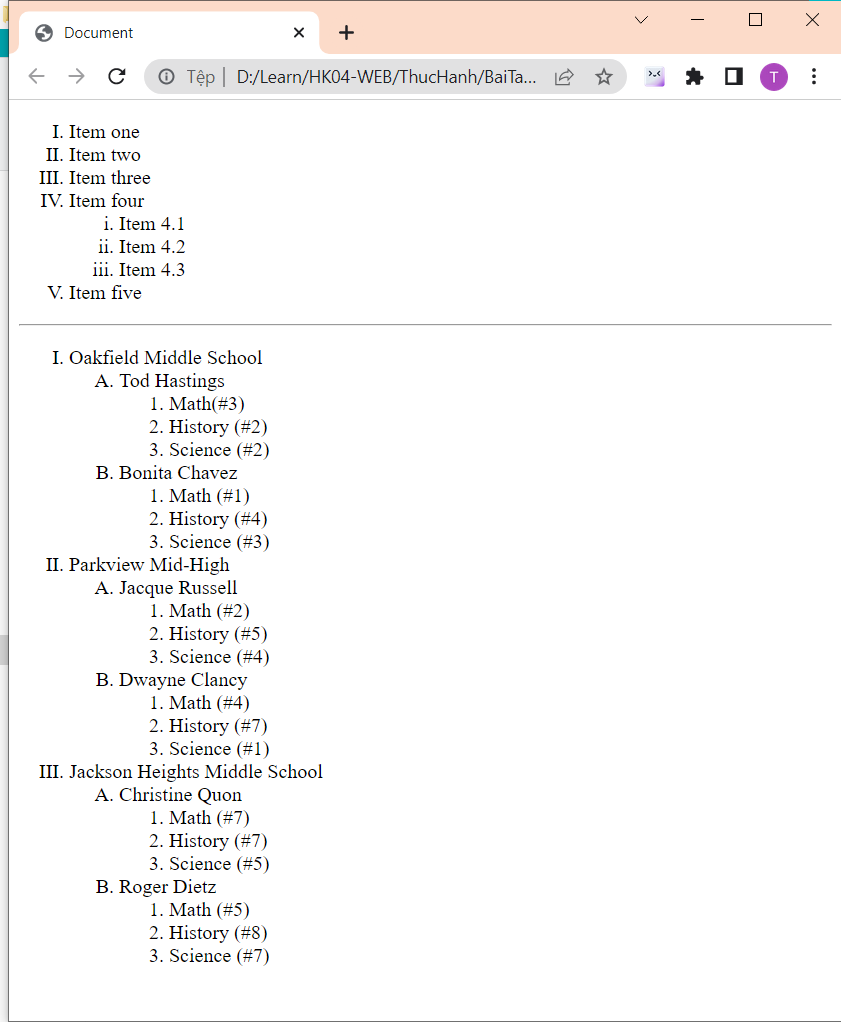 Document
Tệp | D:/Learn/HK04-WEB/ThucHanh/BaiTa...
T
I. Item one
II. Item two
III. Item three
IV. Item four
i. Item 4.1
ii. Item 4.2
iii. Item 4.3
V. Item five
I. Oakfield Middle School
A. Tod Hastings
1. Math(#3)
2. History (#2)
3. Science (#2)
B. Bonita Chavez
1. Math (#1)
2. History (#4)
3. Science (#3)
II. Parkview Mid-High
A. Jacque Russell
1. Math (#2)
2. History (#5)
3. Science (#4)
B. Dwayne Clancy
1. Math (#4)
2. History (#7)
3. Science (#1)
III. Jackson Heights Middle School
A. Christine Quon
1. Math (#7)
2. History (#7)
3. Science (#5)
B. Roger Dietz
1. Math (#5)
2. History (#8)
3. Science (#7)